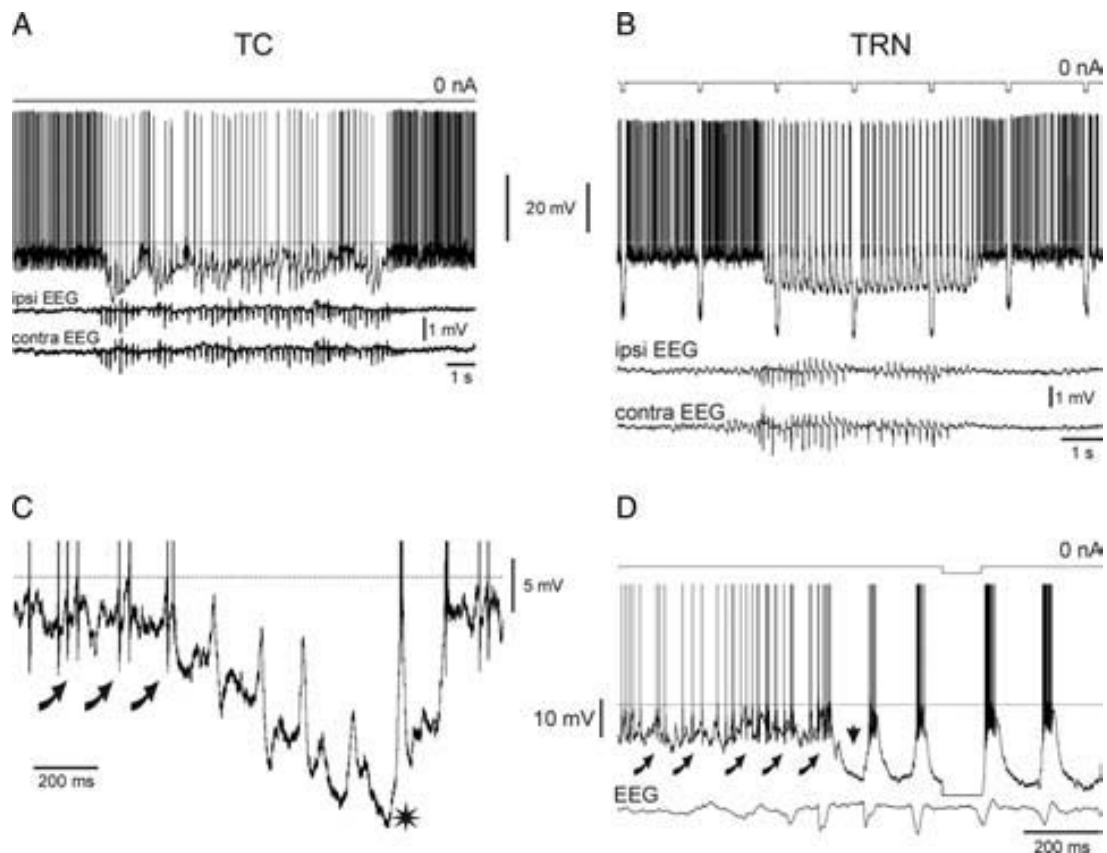 A
TC
0 nA
20 mV
ipsi EEG
1 mV
contra EEG
1 s
B
TRN
0 nA
ipsi EEG
1 mV
contra EEG
1 s
C
5 mV
200 ms
D
0 nA
10 mV
EEG
200 ms